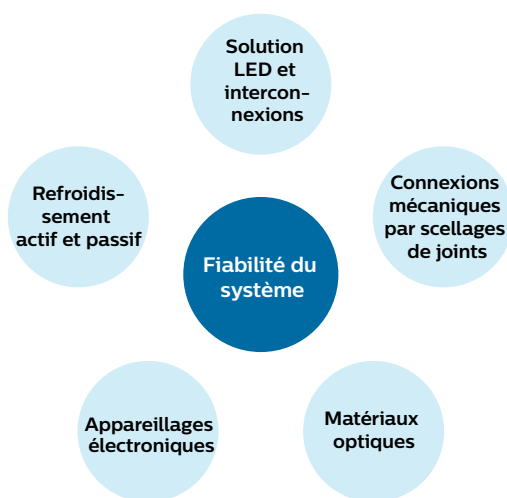 Solution
LED et
intercon-
nexions
Refroidis-
sement
actif et passif
Connexions
mécaniques
par scellages
de joints
Fiabilité du
système
Appareillages
électroniques
Matériaux
optiques